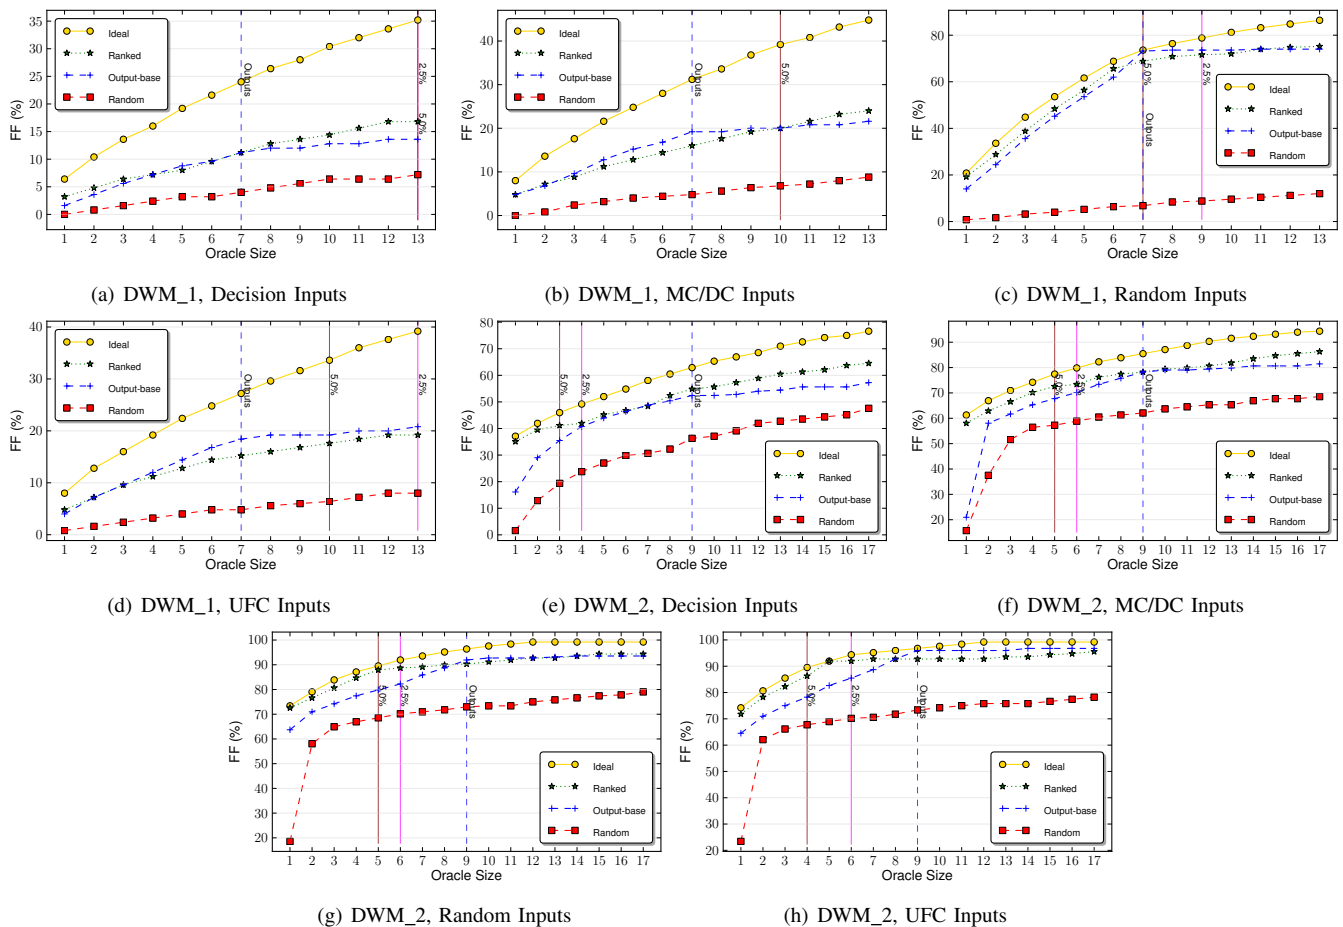 35
30
25
20
15
10
5
0
FF (%)
Ideal
Ranked
Output-base
Random
Outputs
2.5%
5.0%
1 2 3 4 5 6 7 8 9 10 11 12 13
Oracle Size
(a) DWM_1, Decision Inputs
40
30
20
10
0
FF (%)
Ideal
Ranked
Output-base
Random
Outputs
5.0%
1 2 3 4 5 6 7 8 9 10 11 12 13
Oracle Size
(b) DWM_1, MC/DC Inputs
80
60
40
20
0
FF (%)
Ideal
Ranked
Output-base
Random
5.0%
Outputs
2.5%
1 2 3 4 5 6 7 8 9 10 11 12 13
Oracle Size
(c) DWM_1, Random Inputs
40
30
20
10
0
FF (%)
Ideal
Ranked
Output-base
Random
Outputs
5.0%
2.5%
1 2 3 4 5 6 7 8 9 10 11 12 13
Oracle Size
(d) DWM_1, UFC Inputs
80
70
60
50
40
30
20
10
0
FF (%)
5.0%
2.5%
Outputs
Ideal
Ranked
Output-base
Random
1 2 3 4 5 6 7 8 9 10 11 12 13 14 15 16 17
Oracle Size
(e) DWM_2, Decision Inputs
90
80
70
60
50
40
30
20
FF (%)
5.0%
2.5%
Outputs
Ideal
Ranked
Output-base
Random
1 2 3 4 5 6 7 8 9 10 11 12 13 14 15 16 17
Oracle Size
(f) DWM_2, MC/DC Inputs
100
90
80
70
60
50
40
30
20
FF (%)
5.0%
2.5%
Outputs
Ideal
Ranked
Output-base
Random
1 2 3 4 5 6 7 8 9 10 11 12 13 14 15 16 17
Oracle Size
(g) DWM_2, Random Inputs
100
90
80
70
60
50
40
30
20
FF (%)
5.0%
2.5%
Outputs
Ideal
Ranked
Output-base
Random
1 2 3 4 5 6 7 8 9 10 11 12 13 14 15 16 17
Oracle Size
(h) DWM_2, UFC Inputs